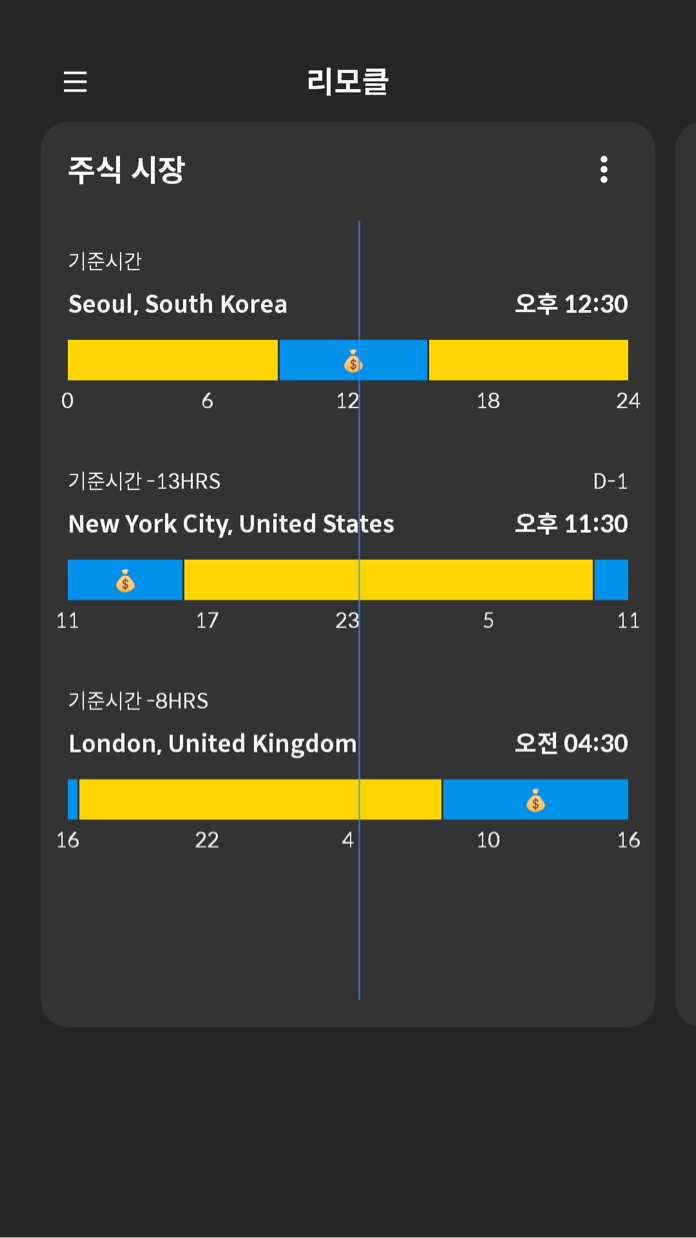 리모클
주식 시장
기준시간
Seoul, South Korea 오후 12:30
0 6 12 18 24
기준시간 -13HRS D-1
New York City, United States 오후 11:30
11 17 23 5 11
기준시간 -8HRS
London, United Kingdom 오전 04:30
16 22 4 10 16